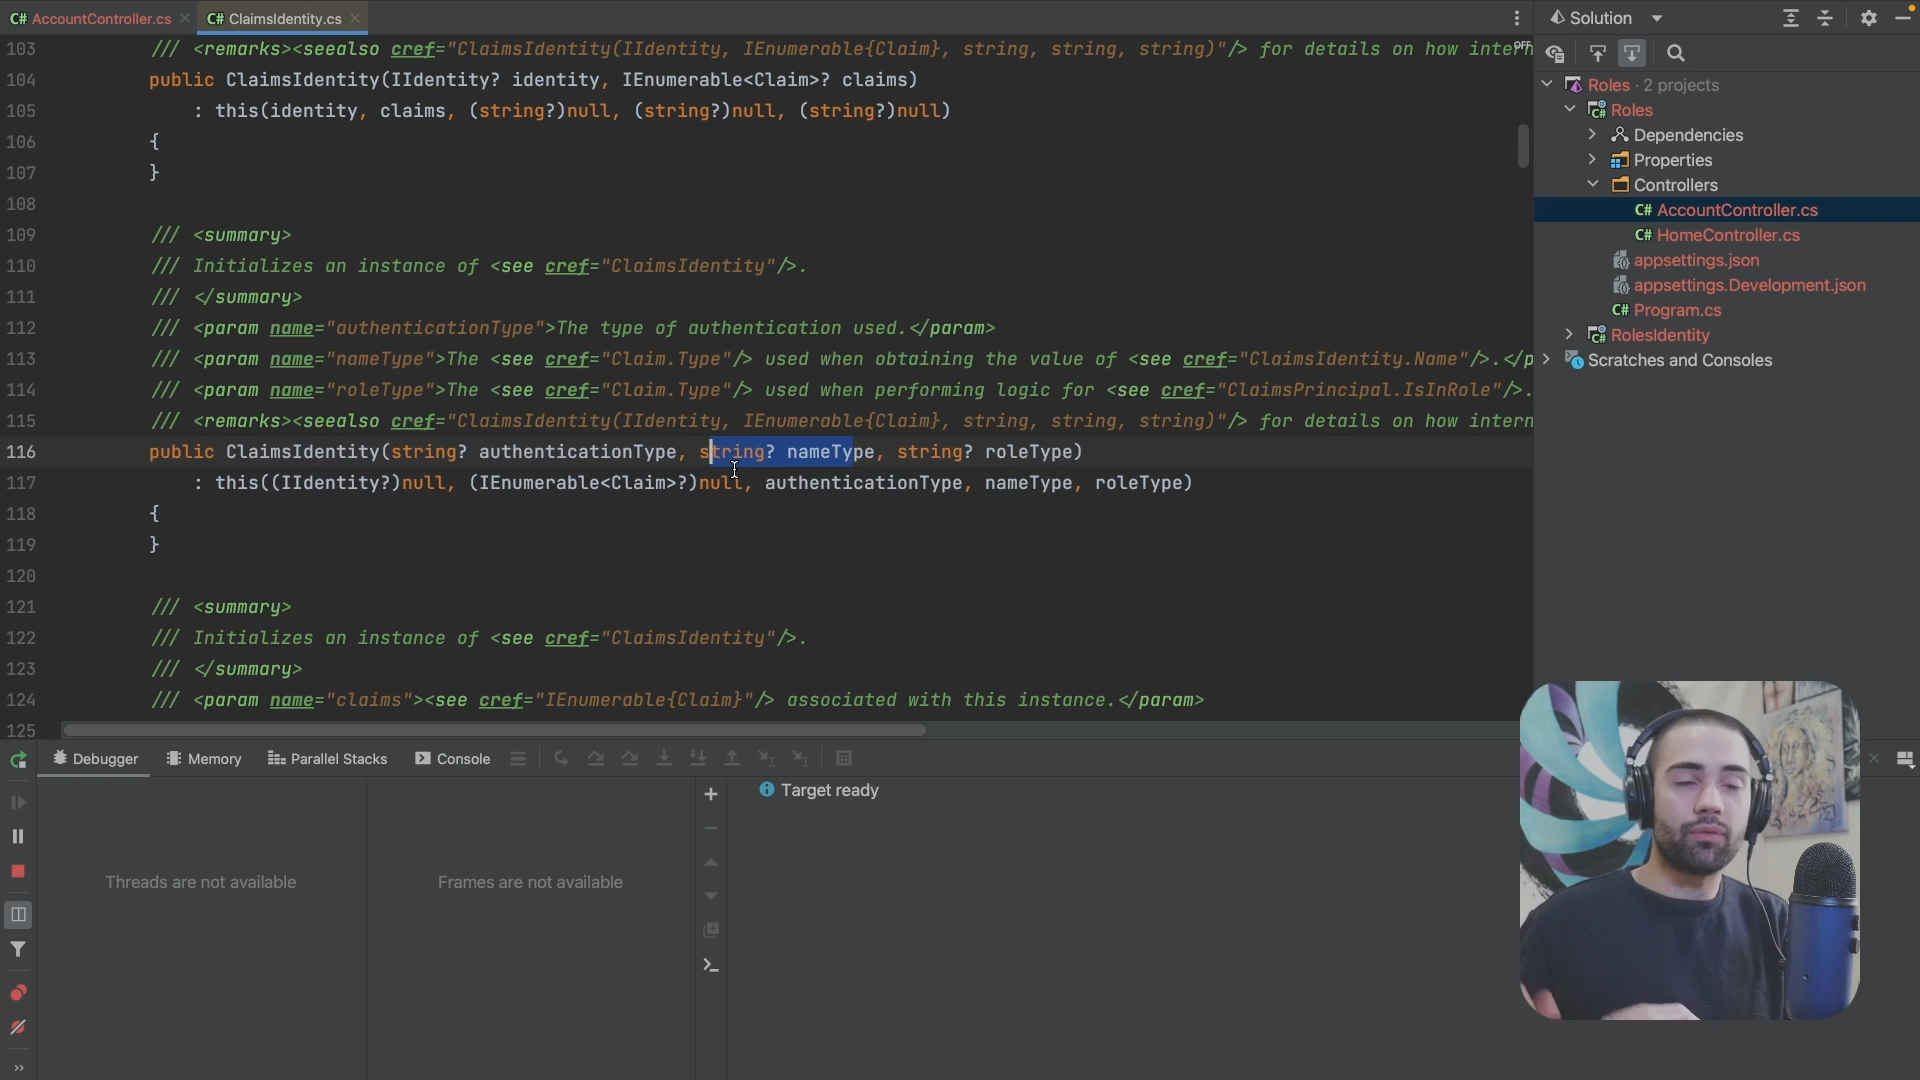 C# AccountController.cs
C# ClaimsIdentity.cs
Solution
103 /// <remarks><seealso cref="ClaimsIdentity(IIdentity, IEnumerable{Claim}, string, string, string)"/> for details on how intern
OFF
104 public ClaimsIdentity(IIdentity? identity, IEnumerable<Claim>? claims)
105 : this(identity, claims, (string?)null, (string?)null, (string?)null)
106 {
107 }
108
109 /// <summary>
110 /// Initializes an instance of <see cref="ClaimsIdentity"/>.
111 /// </summary>
112 /// <param name="authenticationType">The type of authentication used.</param>
113 /// <param name="nameType">The <see cref="Claim.Type"/> used when obtaining the value of <see cref="ClaimsIdentity.Name"/>.</p
114 /// <param name="roleType">The <see cref="Claim.Type"/> used when performing logic for <see cref="ClaimsPrincipal.IsInRole"/>.
115 /// <remarks><seealso cref="ClaimsIdentity(IIdentity, IEnumerable{Claim}, string, string, string)"/> for details on how intern
116 public ClaimsIdentity(string? authenticationType, string? nameType, string? roleType)
117 : this((IIdentity?)null, (IEnumerable<Claim>?)null, authenticationType, nameType, roleType)
118 {
119 }
120
121 /// <summary>
122 /// Initializes an instance of <see cref="ClaimsIdentity"/>.
123 /// </summary>
124 /// <param name="claims"><see cref="IEnumerable{Claim}"/> associated with this instance.</param>
125
Roles · 2 projects
C# Roles
Dependencies
Properties
Controllers
C# AccountController.cs
C# HomeController.cs
appsettings.json
appsettings.Development.json
C# Program.cs
C# RolesIdentity
Scratches and Consoles
Debugger
Memory
Parallel Stacks
Console
Threads are not available
Frames are not available
Target ready